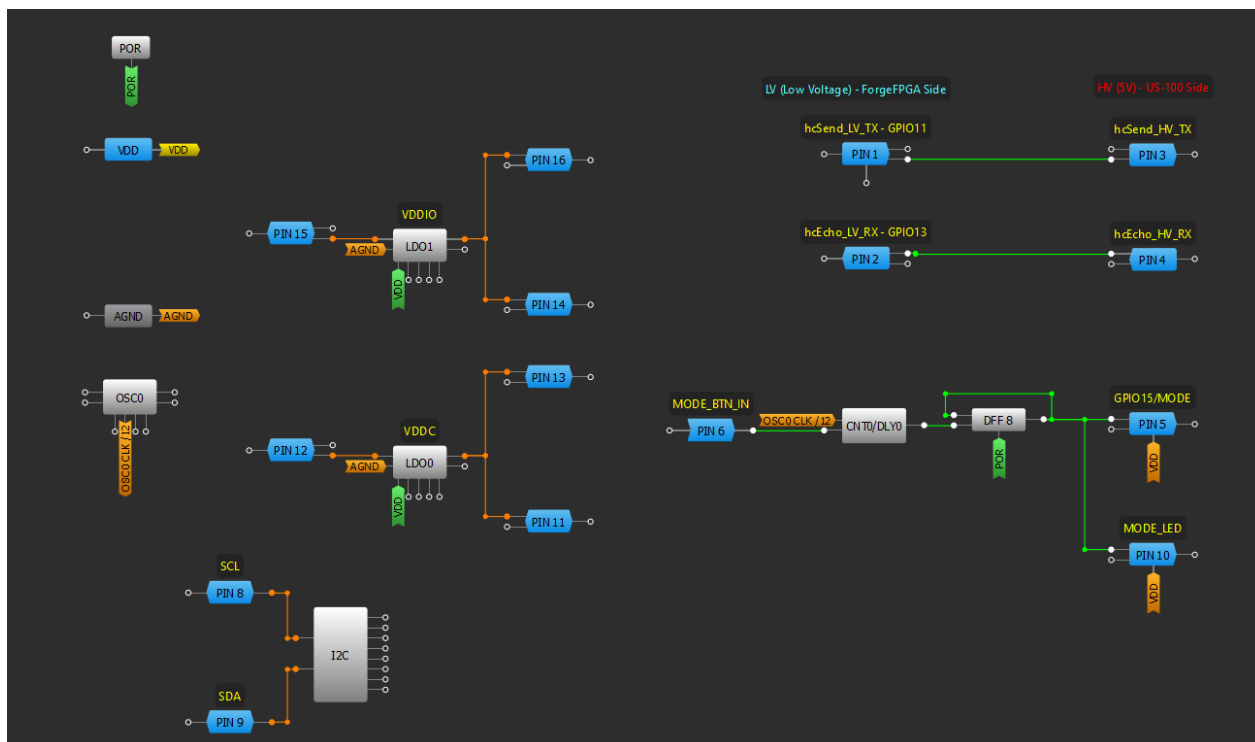 POR
POR
VDD
VDD
AGND
AGND
OSC0
OSC0 CLK /12
PIN 15
VDDIO
LDO1
AGND
VDD
PIN 16
PIN 14
PIN 12
VDDC
LDO0
AGND
VDD
PIN 13
PIN 11
SCL
PIN 8
I2C
SDA
PIN 9
LV (Low Voltage) - ForgeFPGA Side
HV (5V) - US-100 Side
hcSend_LV_TX - GPIO11
PIN 1
hcSend_HV_TX
PIN 3
hcEcho_LV_RX - GPIO13
PIN 2
hcEcho_HV_RX
PIN 4
MODE_BTN_IN
PIN 6
OSC0 CLK /12
CNT0/DLY0
DFF 8
POR
GPIO15/MODE
PIN 5
VDD
MODE_LED
PIN 10
VDD